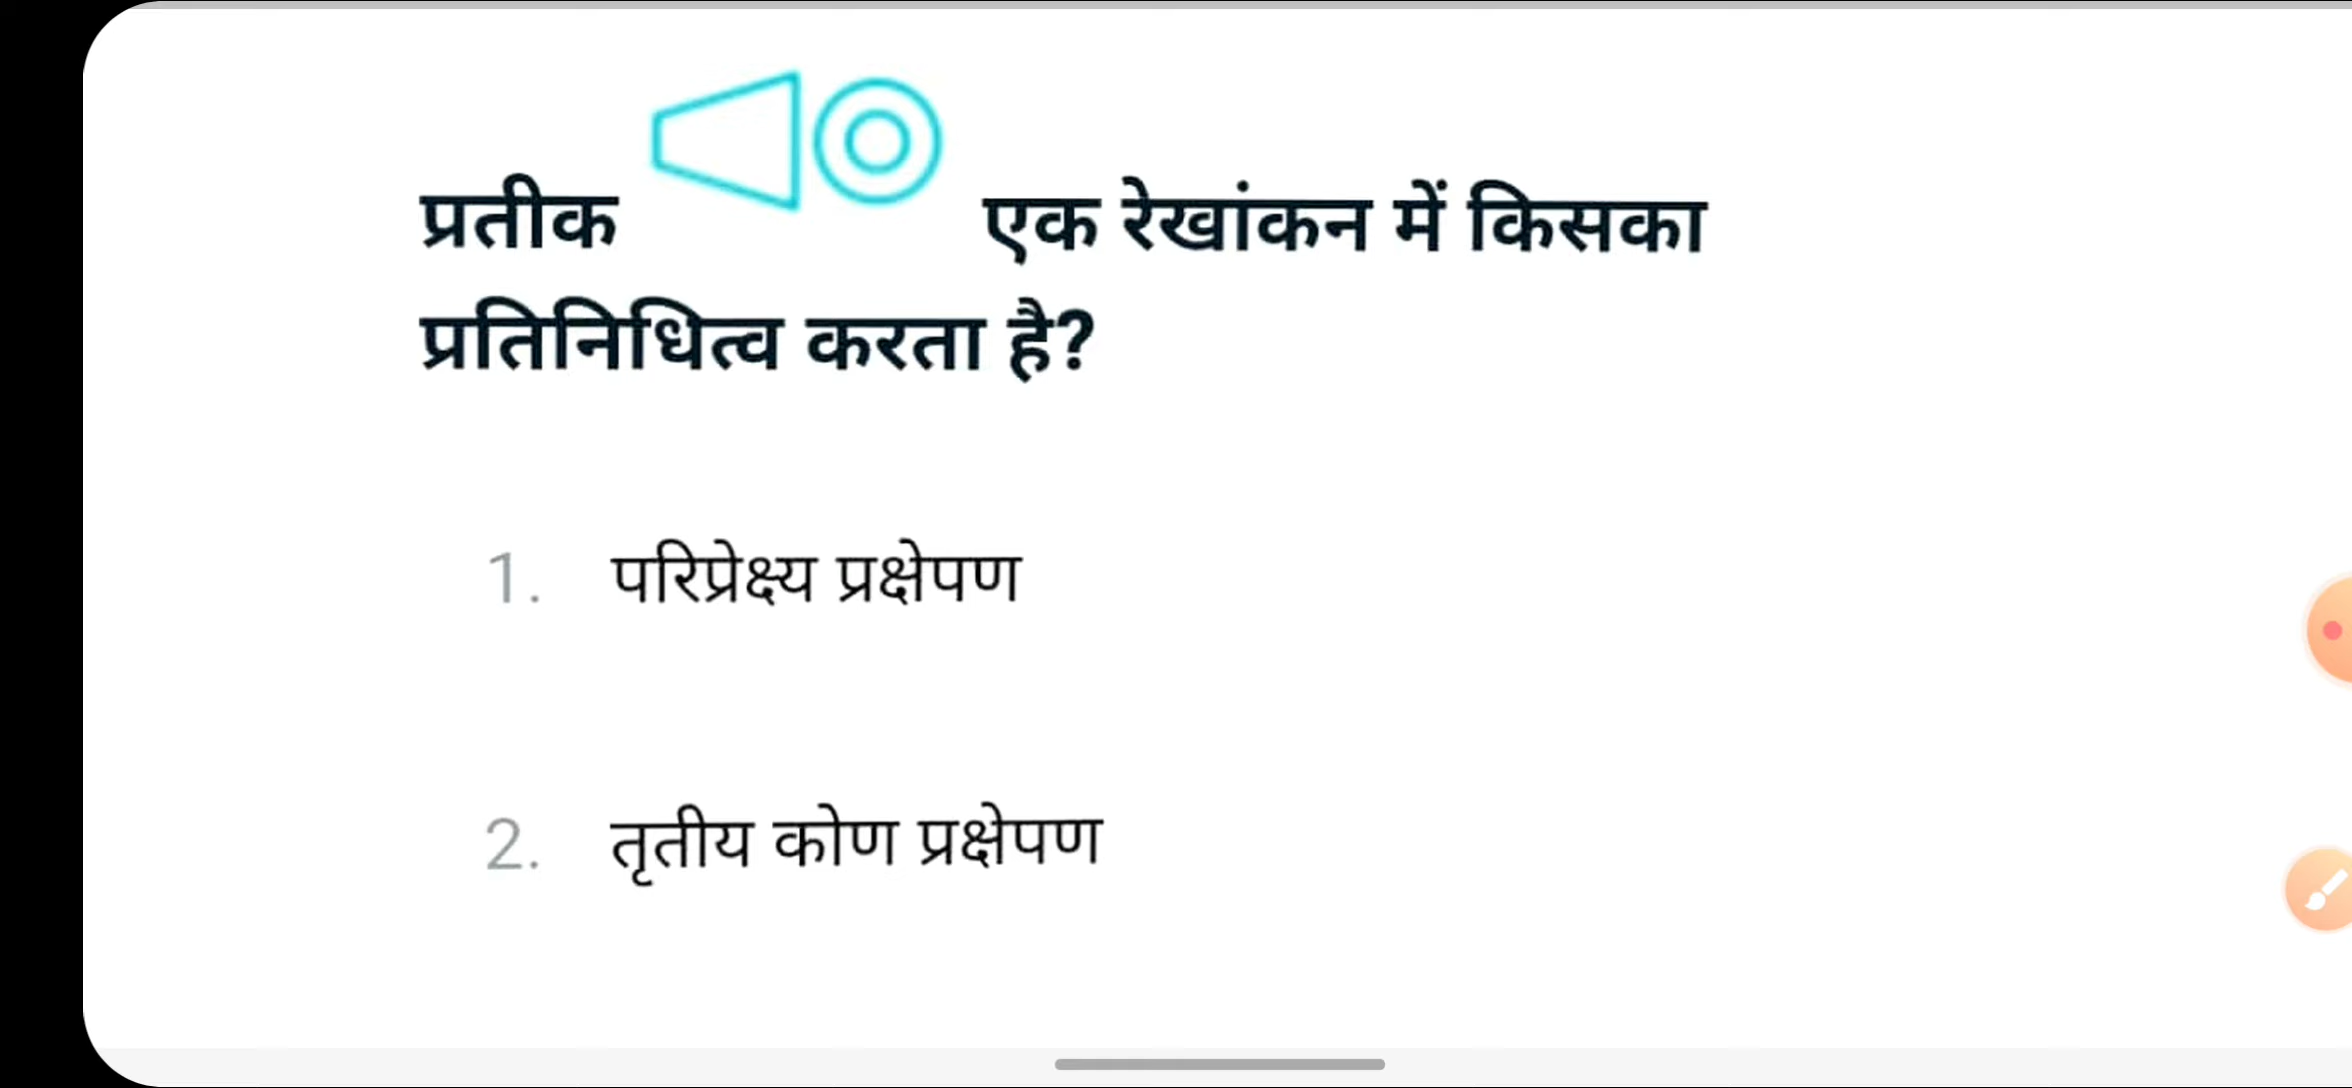 प्रतीक एक रेखांकन में किसका
प्रतिनिधित्व करता है?
1. परिप्रेक्ष्य प्रक्षेपण
2. तृतीय कोण प्रक्षेपण